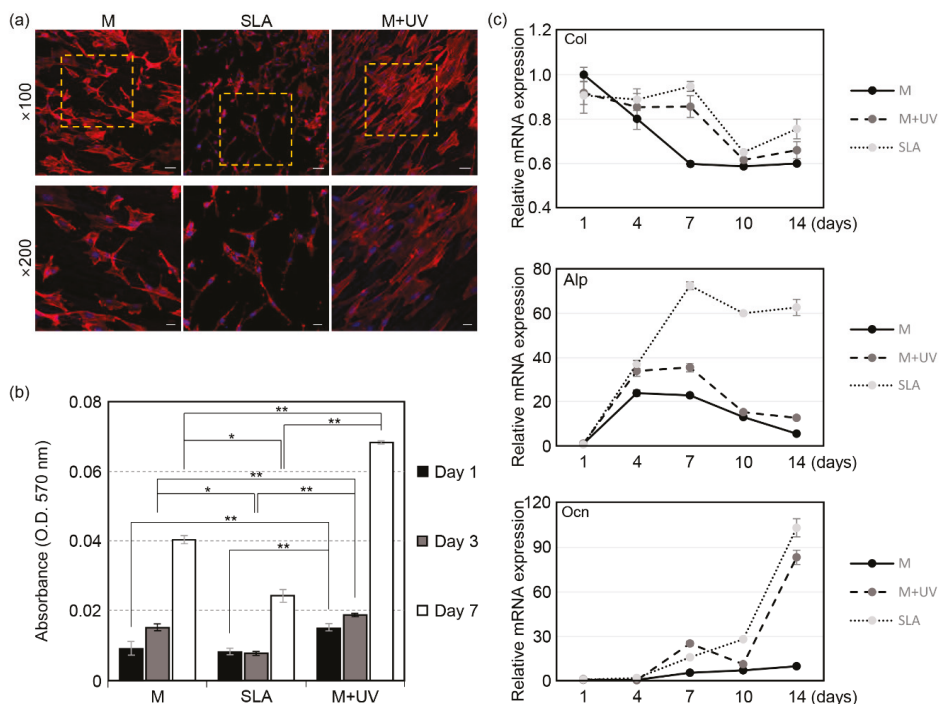 (a)
M SLA M+UV
×100
×200
(b)
Absorbance (O.D. 570 nm)
0.08
0.06
0.04
0.02
0
** 
* **
**
* **
**
**
M SLA M+UV
Day 1
Day 3
Day 7
(c)
Relative mRNA expression
Col
1.2
1.0
0.8
0.6
0.4
1 4 7 10 14 (days)
M
M+UV
SLA
Relative mRNA expression
Alp
80
60
40
20
0
1 4 7 10 14 (days)
M
M+UV
SLA
Relative mRNA expression
Ocn
120
90
60
30
0
1 4 7 10 14 (days)
M
M+UV
SLA